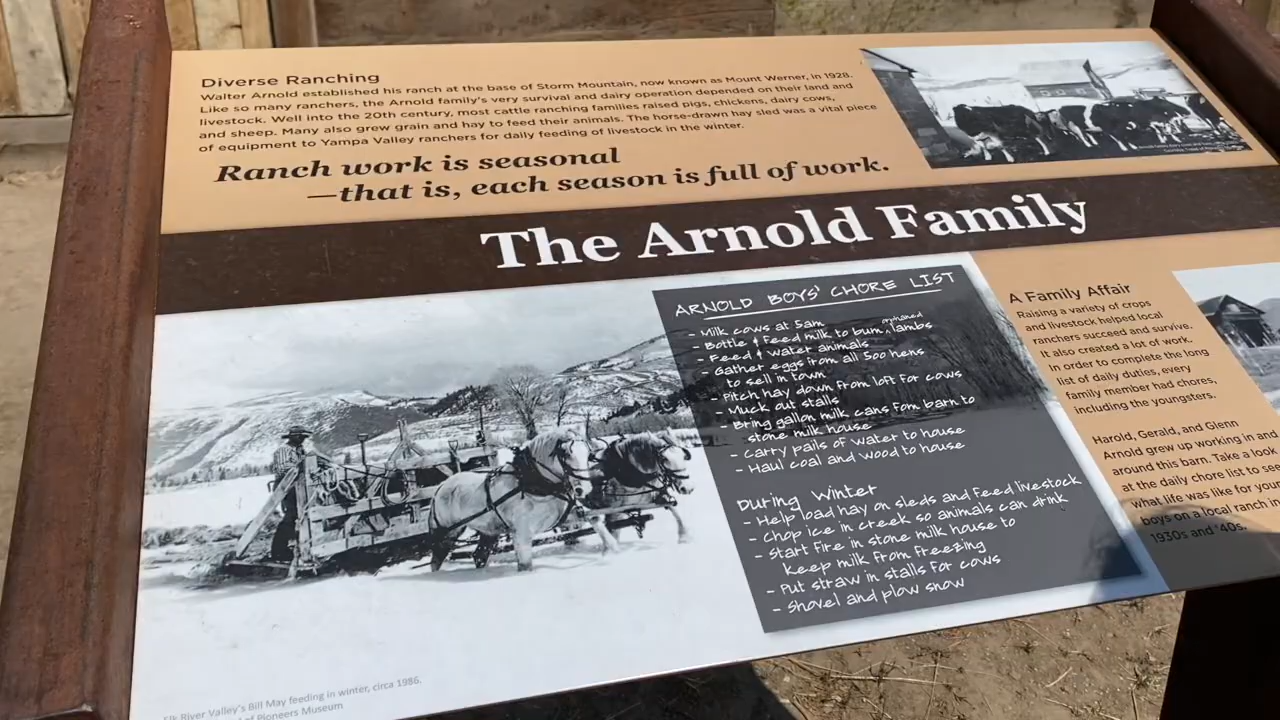 Diverse Ranching
Walter Arnold established his ranch at the base of Storm Mountain, now known as Mount Werner, in 1928.
Like so many ranchers, the Arnold family's very survival and dairy operation depended on their land and
livestock. Well into the 20th century, most cattle ranching families raised pigs, chickens, dairy cows,
and sheep. Many also grew grain and hay to feed their animals. The horse-drawn hay sled was a vital piece
of equipment to Yampa Valley ranchers for daily feeding of livestock in the winter.
Ranch work is seasonal
—that is, each season is full of work.
The Arnold Family
ARNOLD BOYS' CHORE LIST
- Milk cows at 5am
- Bottle & feed milk to bum orphaned lambs
- Feed & water animals
- Gather eggs from all 500 hens
to sell in town
- Pitch hay down from loft for cows
- Muck out stalls
- Bring gallon milk cans fom barn to
stone milk house
- Carry pails of water to house
- Haul coal and wood to house
During Winter
- Help load hay on sleds and feed livestock
- Chop ice in creek so animals can drink
- Start fire in stone milk house to
keep milk from freezing
- Put straw in stalls for cows
- Shovel and plow snow
A Family Affair
Raising a variety of crops
and livestock helped local
ranchers succeed and survive.
It also created a lot of work.
In order to complete the long
list of daily duties, every
family member had chores,
including the youngsters.
Harold, Gerald, and Glenn
Arnold grew up working in and
around this barn. Take a look
at the daily chore list to see
what life was like for young
boys on a local ranch in
1930s and '40s.
Elk River Valley's Bill May feeding in winter, circa 1986.
of Pioneers Museum